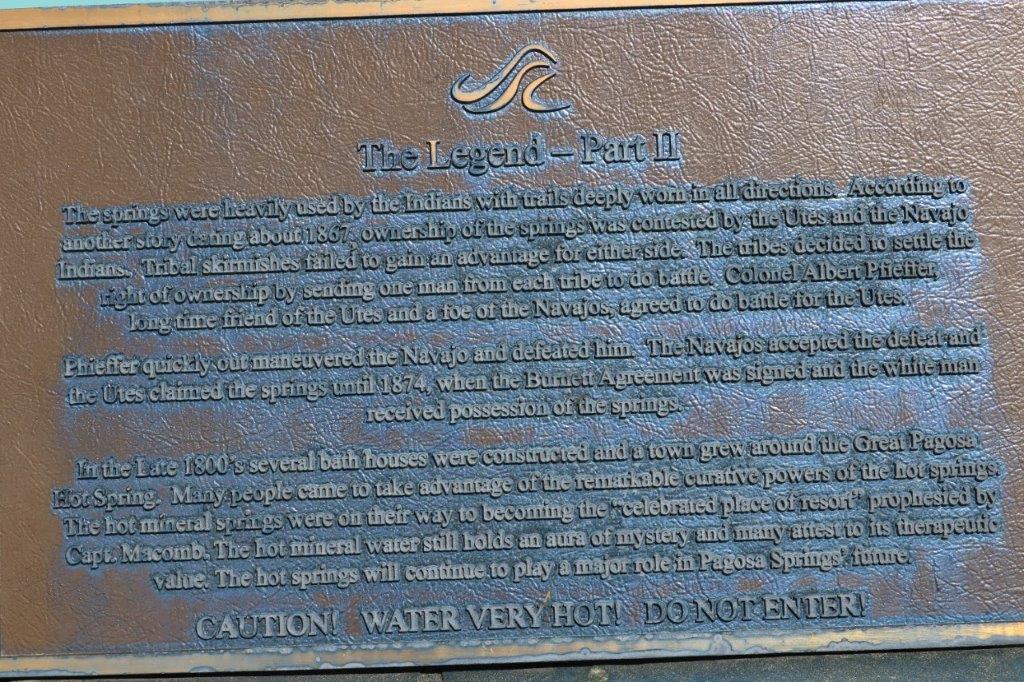 The Legend – Part II
The springs were heavily used by the Indians with trails deeply worn in all directions. According to
another story dating about 1867, ownership of the springs was contested by the Utes and the Navajo
Indians. Tribal skirmishes failed to gain an advantage for either side. The tribes decided to settle the
right of ownership by sending one man from each tribe to do battle. Colonel Albert Pfieffer,
long time friend of the Utes and a foe of the Navajos, agreed to do battle for the Utes.
Phieffer quickly out maneuvered the Navajo and defeated him. The Navajos accepted the defeat and
the Utes claimed the springs until 1874, when the Burnett Agreement was signed and the white man
received possession of the springs.
In the Late 1800's several bath houses were constructed and a town grew around the Great Pagosa
Hot Spring. Many people came to take advantage of the remarkable curative powers of the hot springs.
The hot mineral springs were on their way to becoming the "celebrated place of resort" prophesied by
Capt. Macomb. The hot mineral water still holds an aura of mystery and many attest to its therapeutic
value. The hot springs will continue to play a major role in Pagosa Springs' future.
CAUTION! WATER VERY HOT! DO NOT ENTER!